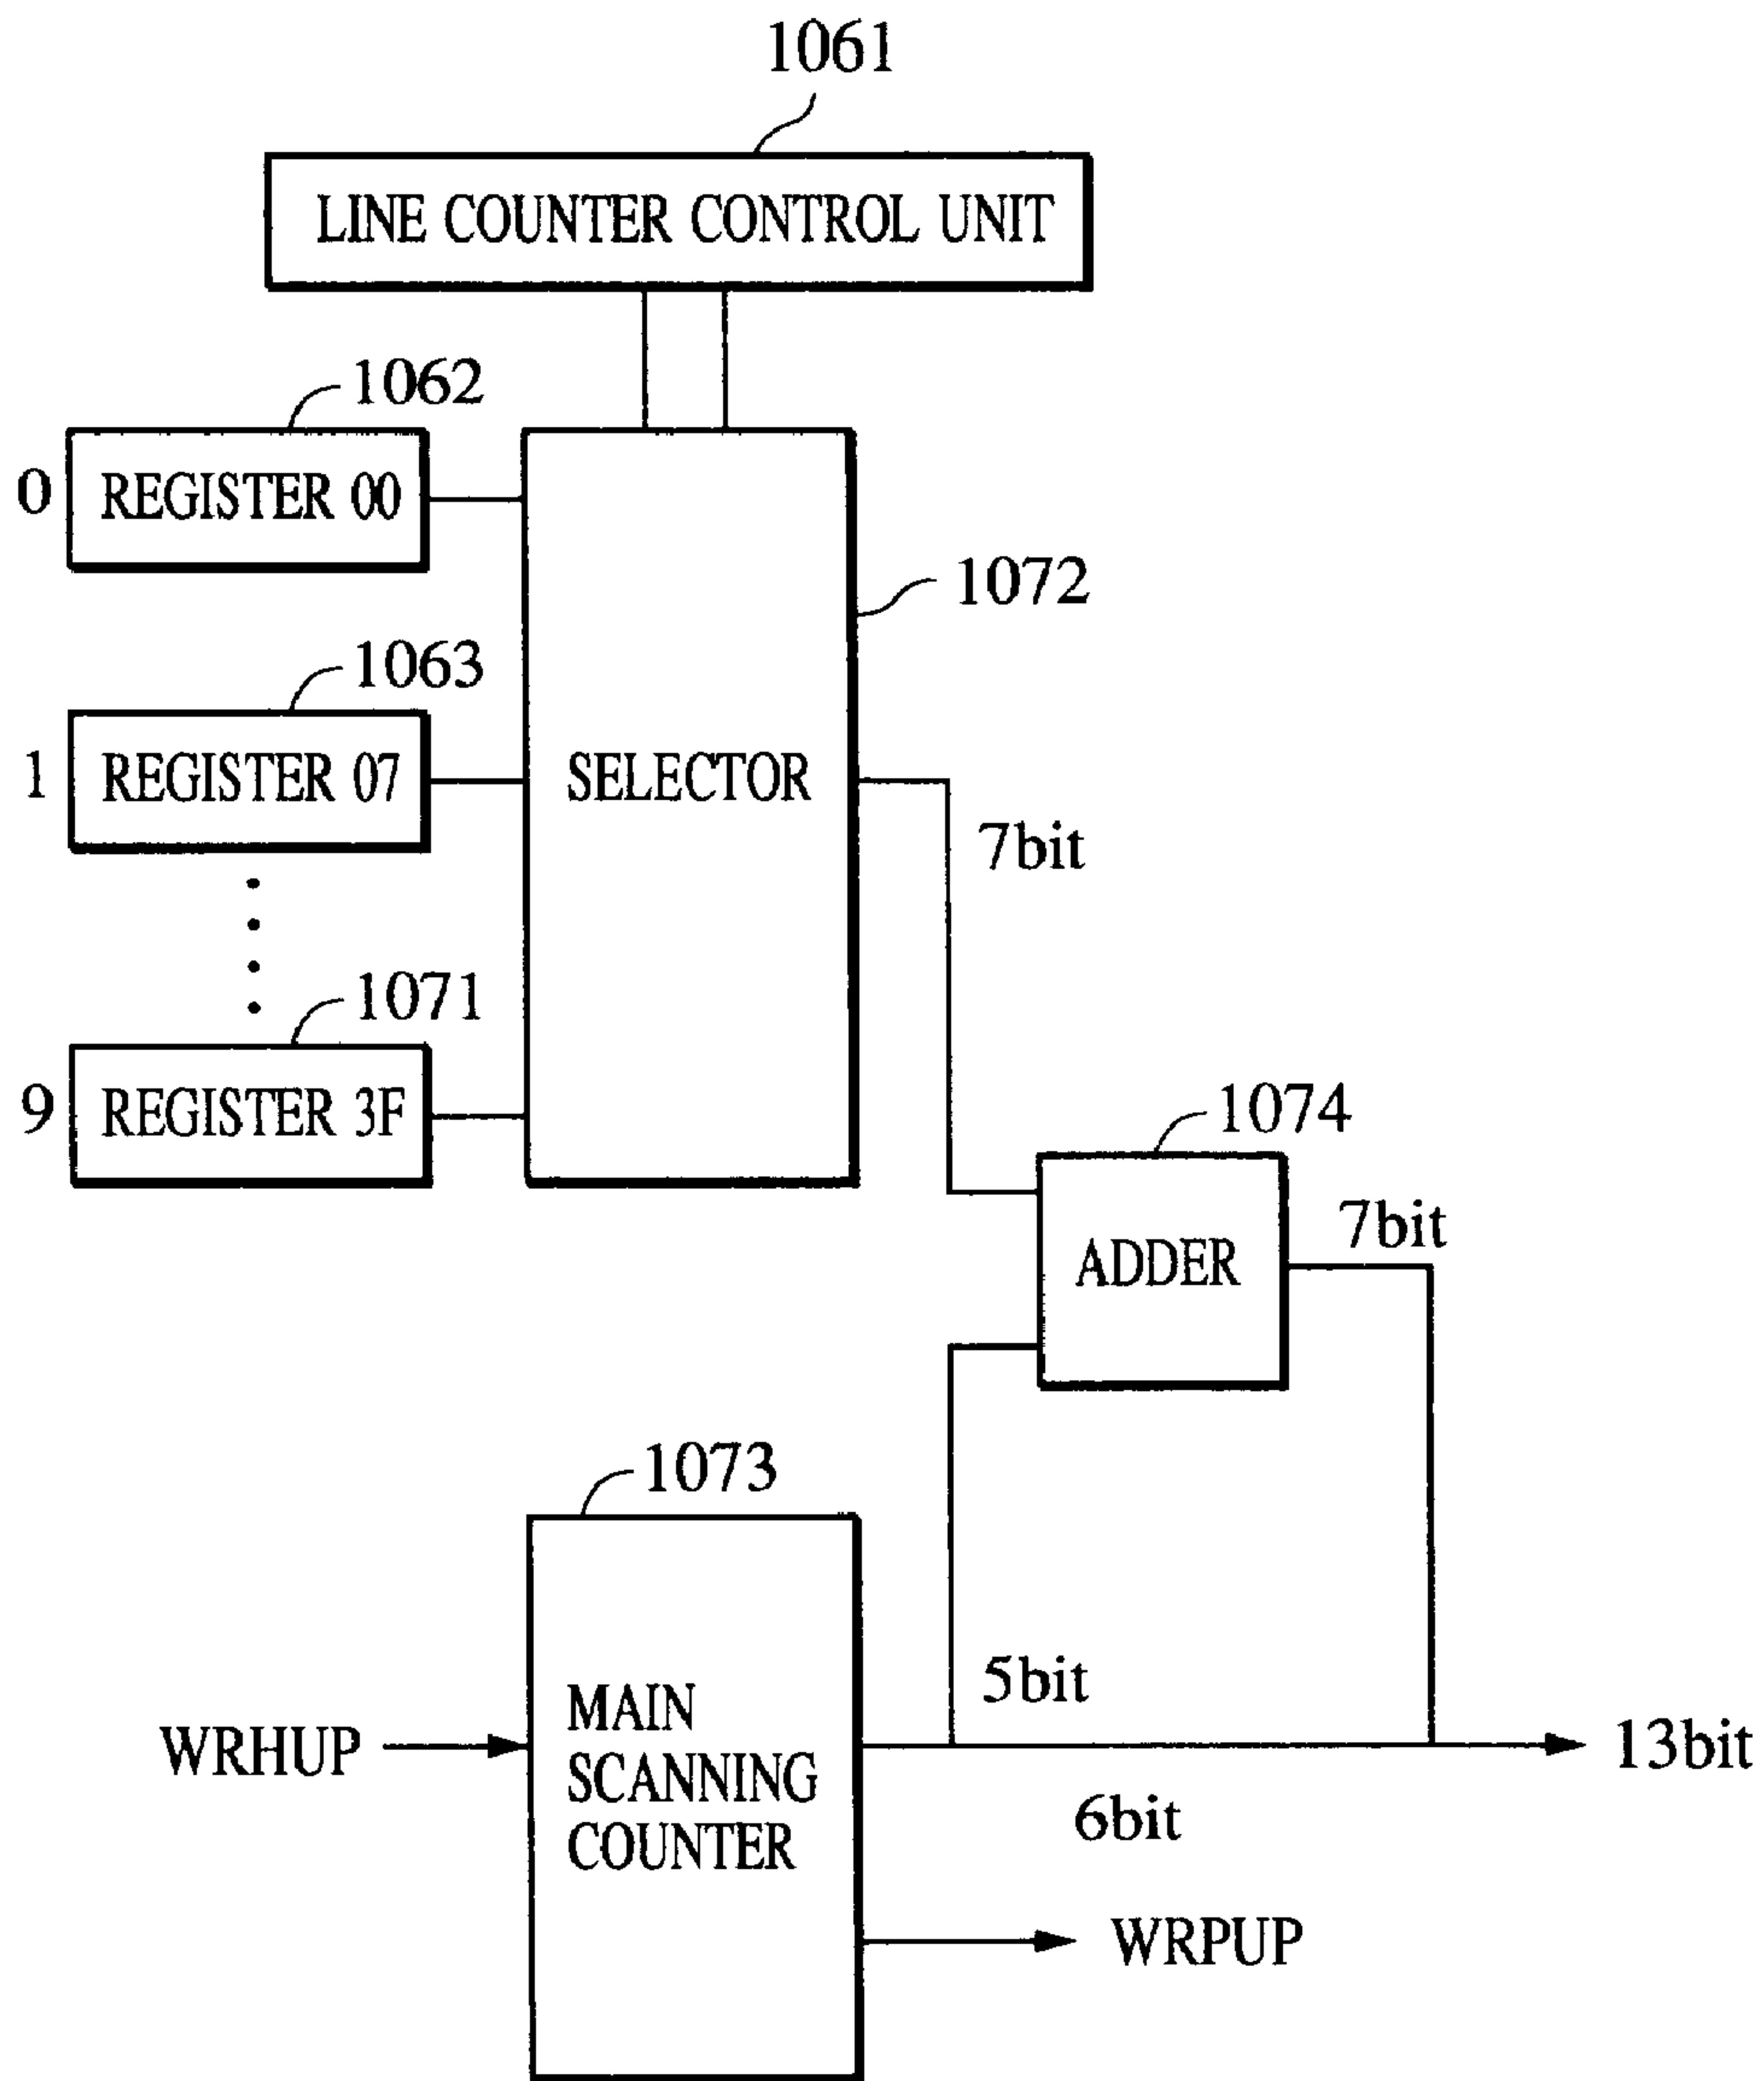 1061
LINE COUNTER CONTROL UNIT
1062
0
REGISTER 00
1072
1063
1
REGISTER 07
SELECTOR
7bit
1071
9
REGISTER 3F
1074
7bit
ADDER
1073
5bit
MAIN
SCANNING
COUNTER
WRHUP
13bit
6bit
WRPUP